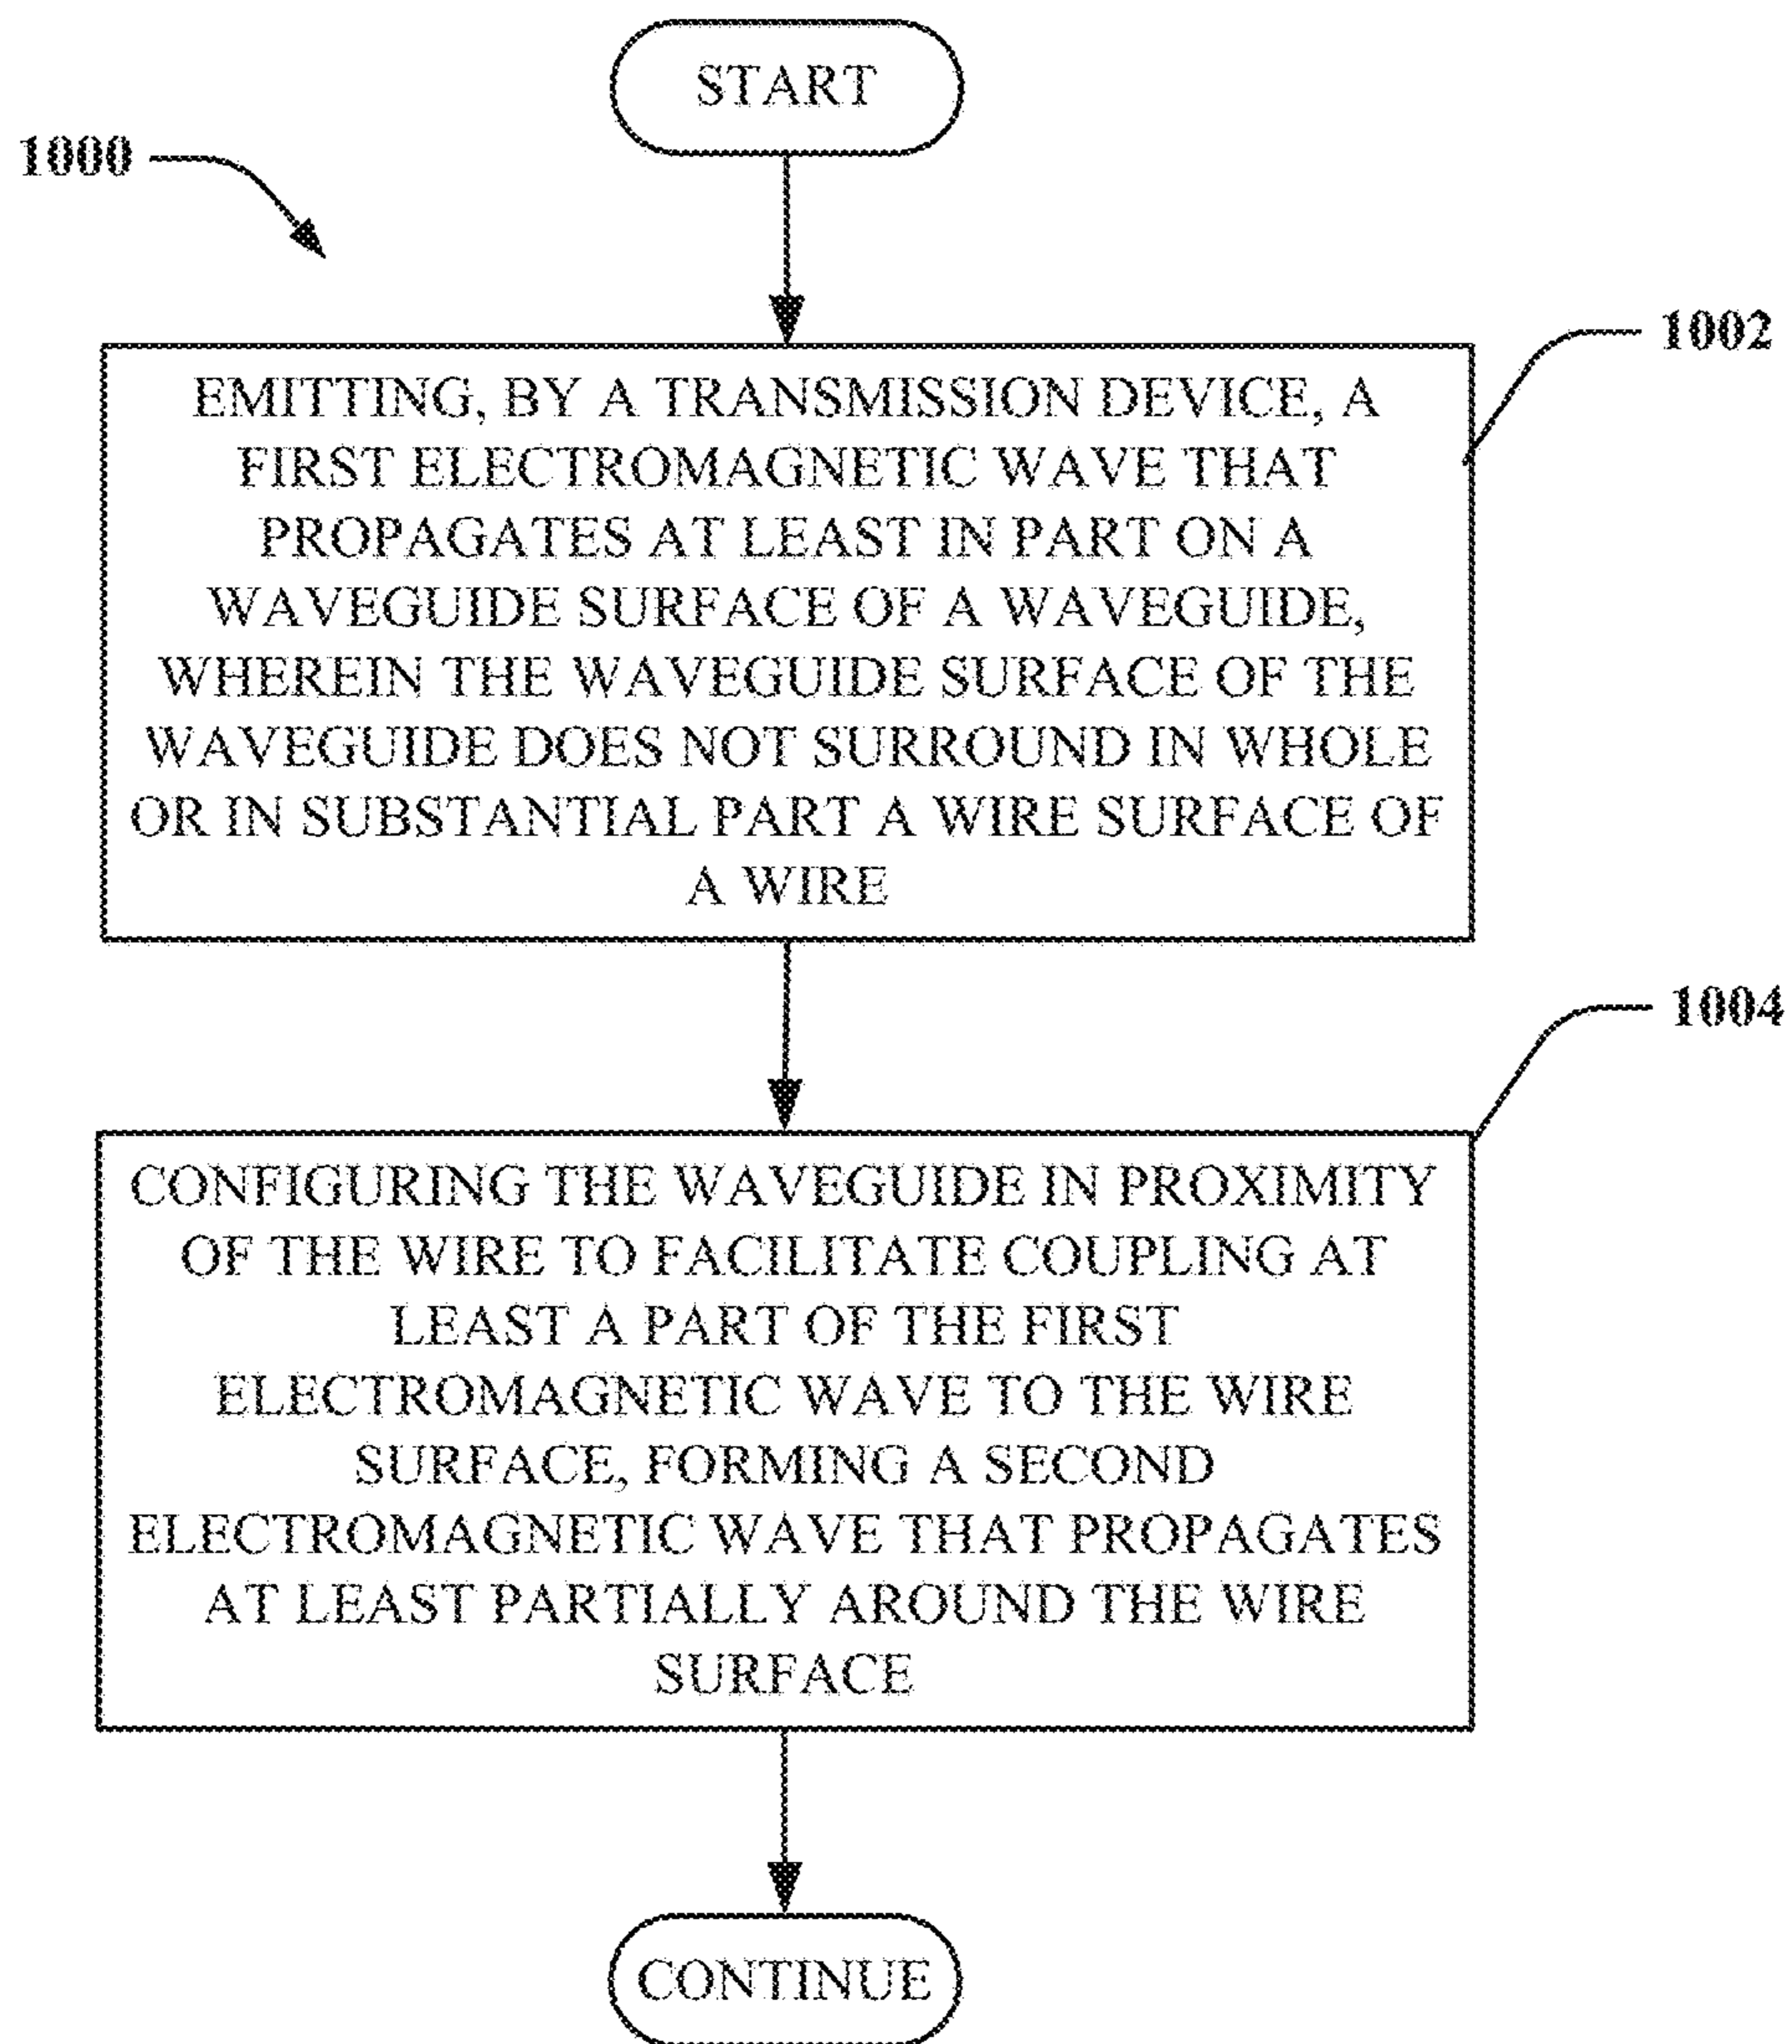 START
1000
1002
EMITTING, BY A TRANSMISSION DEVICE, A
FIRST ELECTROMAGNETIC WAVE THAT
PROPAGATES AT LEAST IN PART ON A
WAVEGUIDE SURFACE OF A WAVEGUIDE,
WHEREIN THE WAVEGUIDE SURFACE OF THE
WAVEGUIDE DOES NOT SURROUND IN WHOLE
OR IN SUBSTANTIAL PART A WIRE SURFACE OF
A WIRE
1004
CONFIGURING THE WAVEGUIDE IN PROXIMITY
OF THE WIRE TO FACILITATE COUPLING AT
LEAST A PART OF THE FIRST
ELECTROMAGNETIC WAVE TO THE WIRE
SURFACE, FORMING A SECOND
ELECTROMAGNETIC WAVE THAT PROPAGATES
AT LEAST PARTIALLY AROUND THE WIRE
SURFACE
CONTINUE